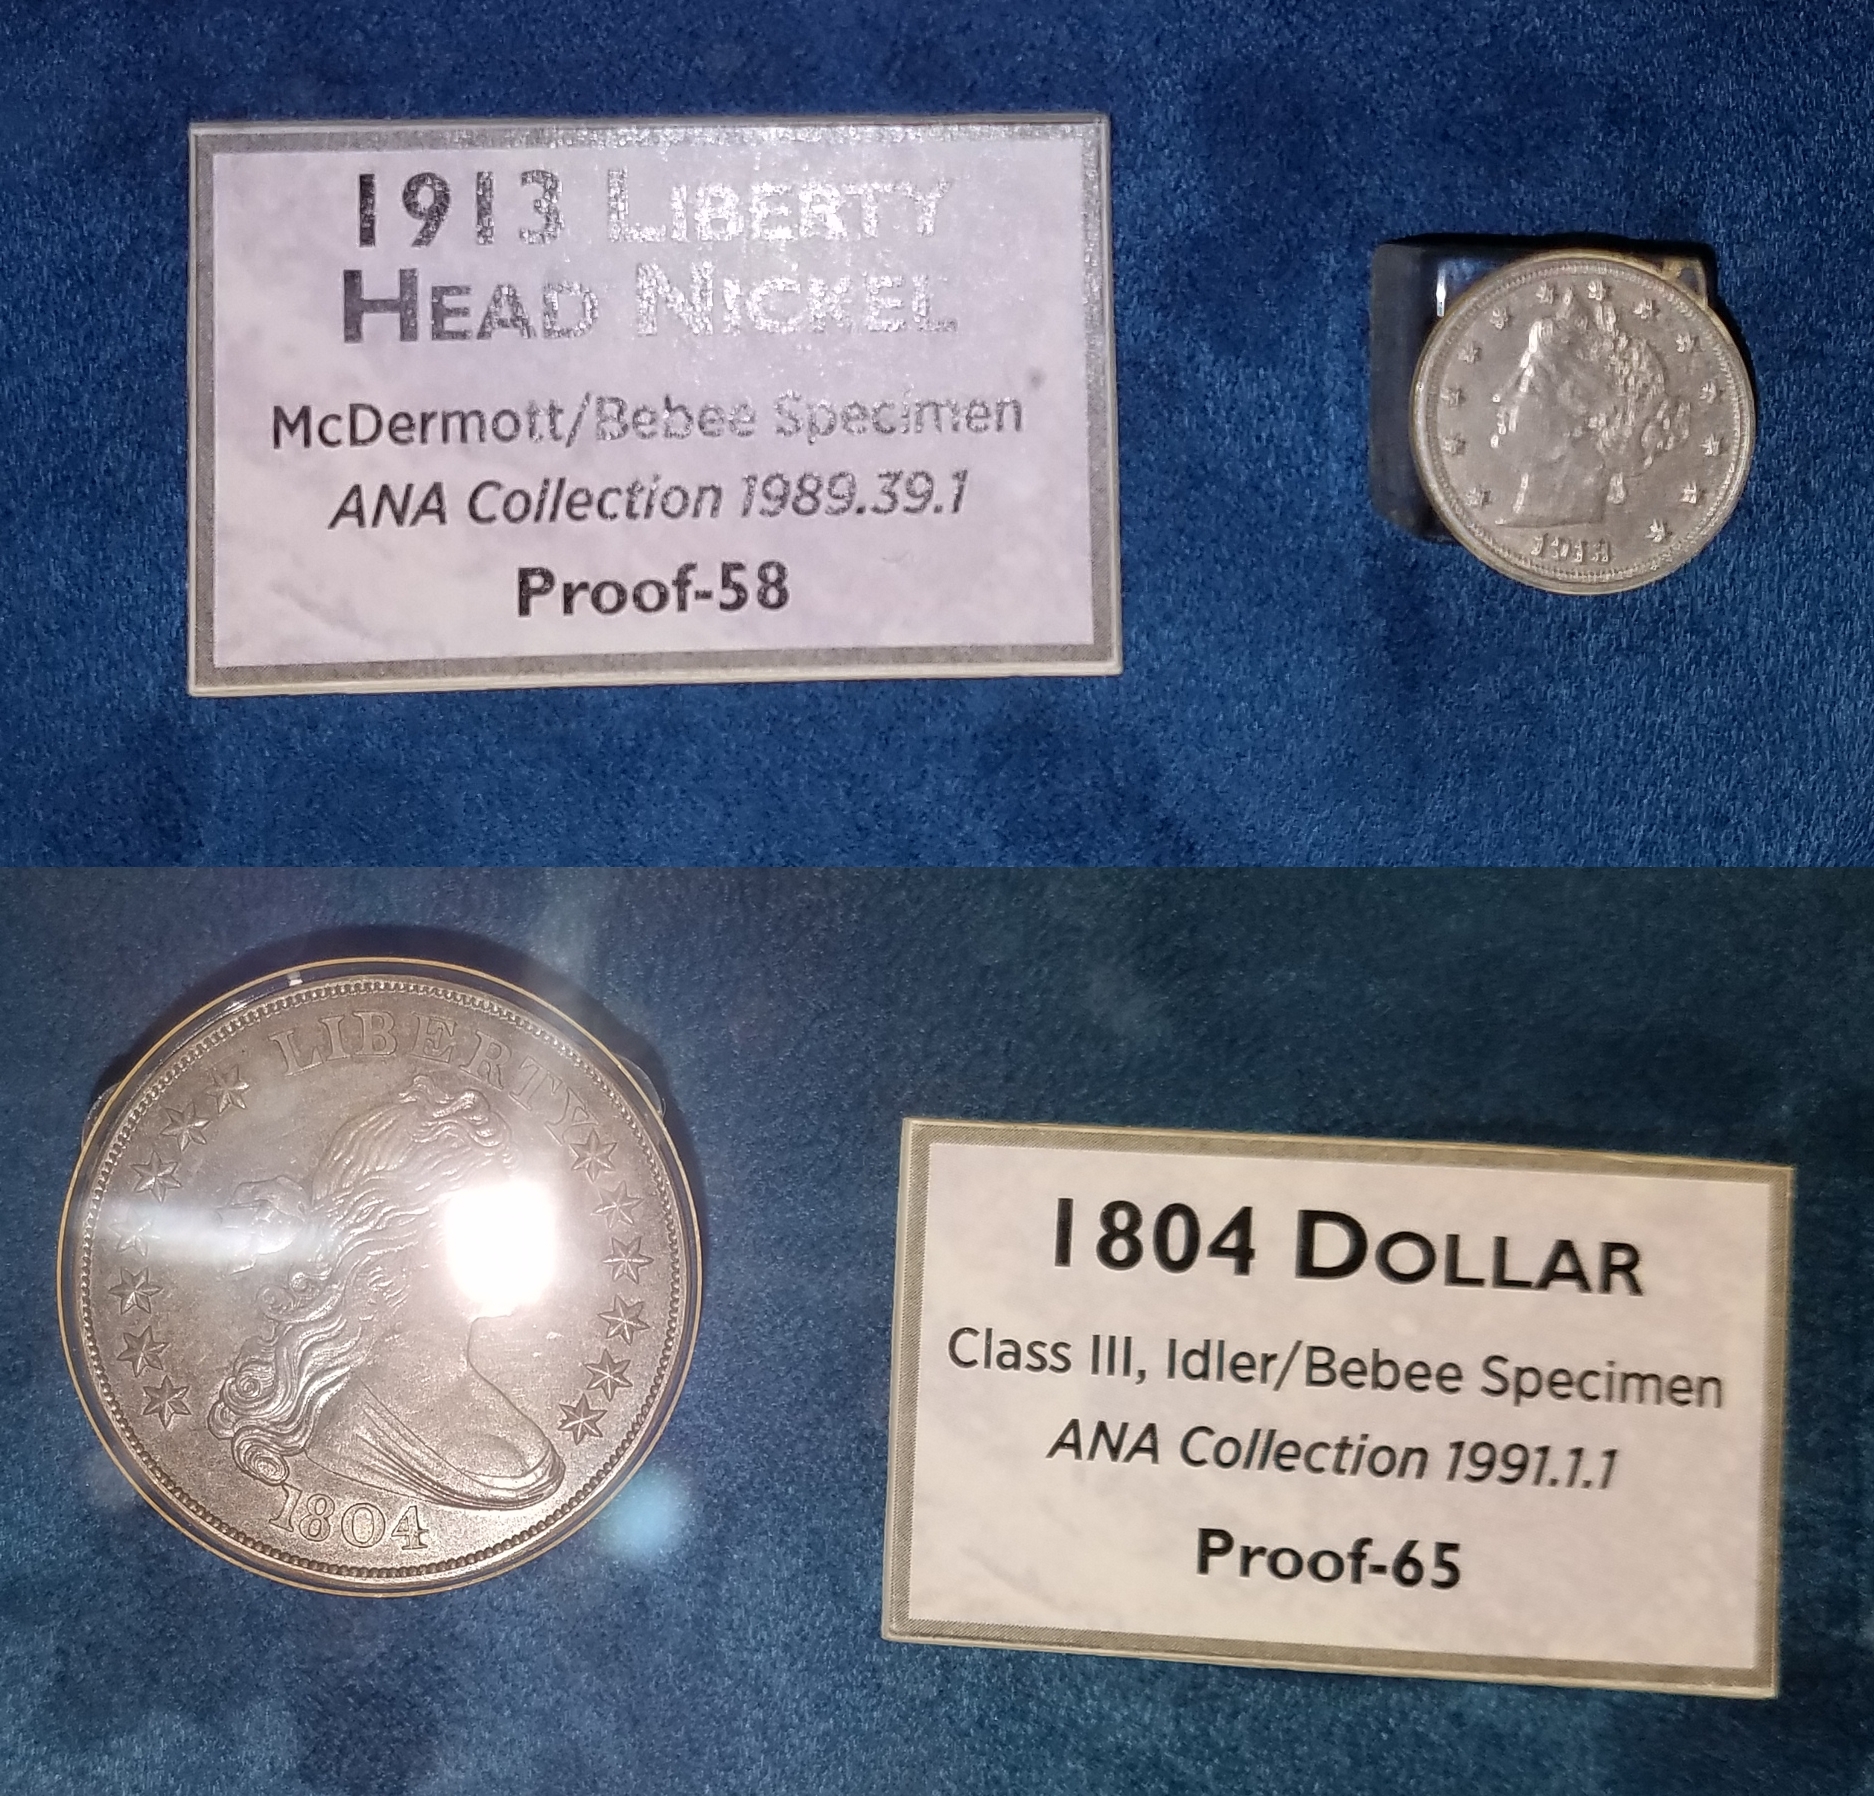 1913 LIBERTY
HEAD NICKEL
McDermott/Bebee Specimen
ANA Collection 1989.39.1
Proof-58
1913
LIBERTY
1804
1804 DOLLAR
Class III, Idler/Bebee Specimen
ANA Collection 1991.1.1
Proof-65